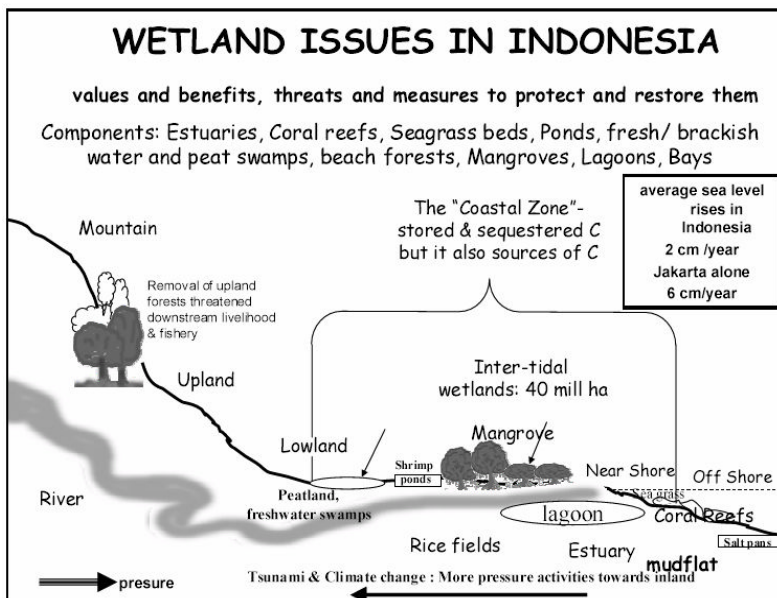 WETLAND ISSUES IN INDONESIA
values and benefits, threats and measures to protect and restore them
Components: Estuaries, Coral reefs, Seagrass beds, Ponds, fresh/ brackish
water and peat swamps, beach forests, Mangroves, Lagoons, Bays
average sea level
rises in
Indonesia
2 cm /year
Jakarta alone
6 cm/year
The "Coastal Zone"-
stored & sequestered C
but it also sources of C
Mountain
Removal of upland
forests threatened
downstream livelihood
& fishery
Upland
Inter-tidal
wetlands: 40 mill ha
Lowland
Mangrove
Shrimp
ponds
Near Shore
Off Shore
Peatland,
freshwater swamps
Sea grass
River
lagoon
Coral Reefs
Salt pans
Rice fields
Estuary
mudflat
presure
Tsunami & Climate change : More pressure activities towards inland